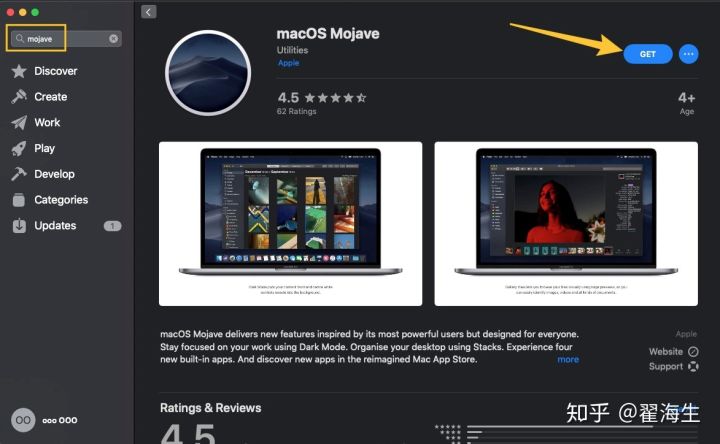 mojave
Discover
Create
Work
Play
Develop
Categories
Updates
1
OO
ooo OOO
macOS Mojave
Utilities
Apple
GET
4.5
62 Ratings
4+
Age
macOS Mojave delivers new features inspired by its most powerful users but designed for everyone.
Stay focused on your work using Dark Mode. Organise your desktop using Stacks. Experience four
new built-in apps. And discover new apps in the reimagined Mac App Store.
more
Apple
Website
Support
Ratings & Reviews
4.5
知乎 @翟海生